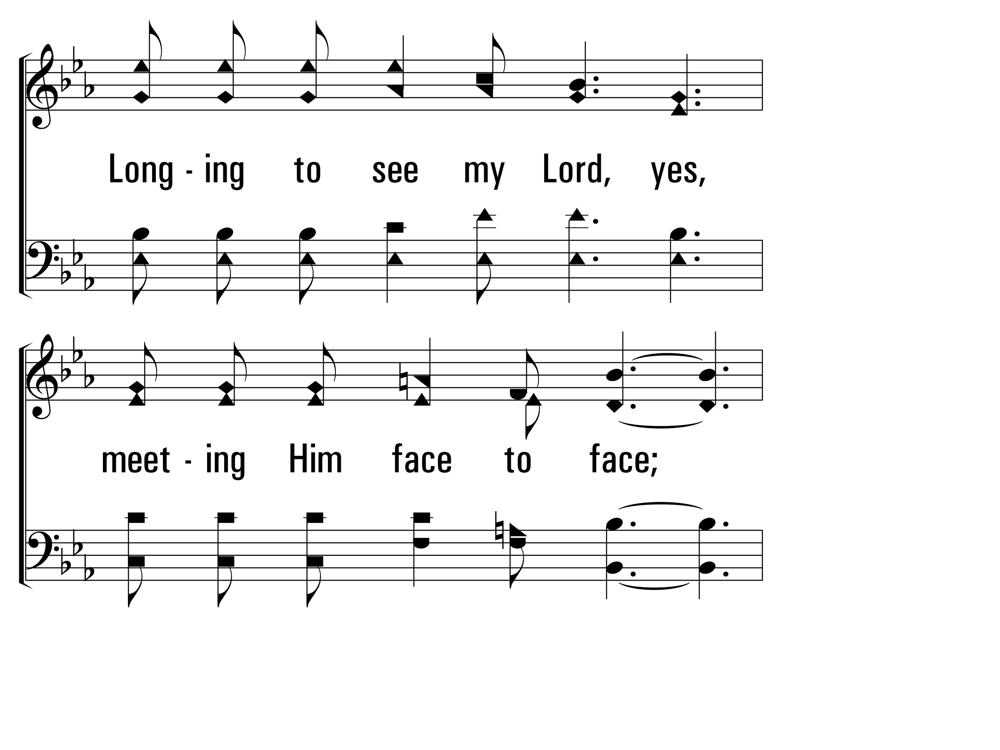 Long - ing to see my Lord, yes,
meet - ing Him face to face;